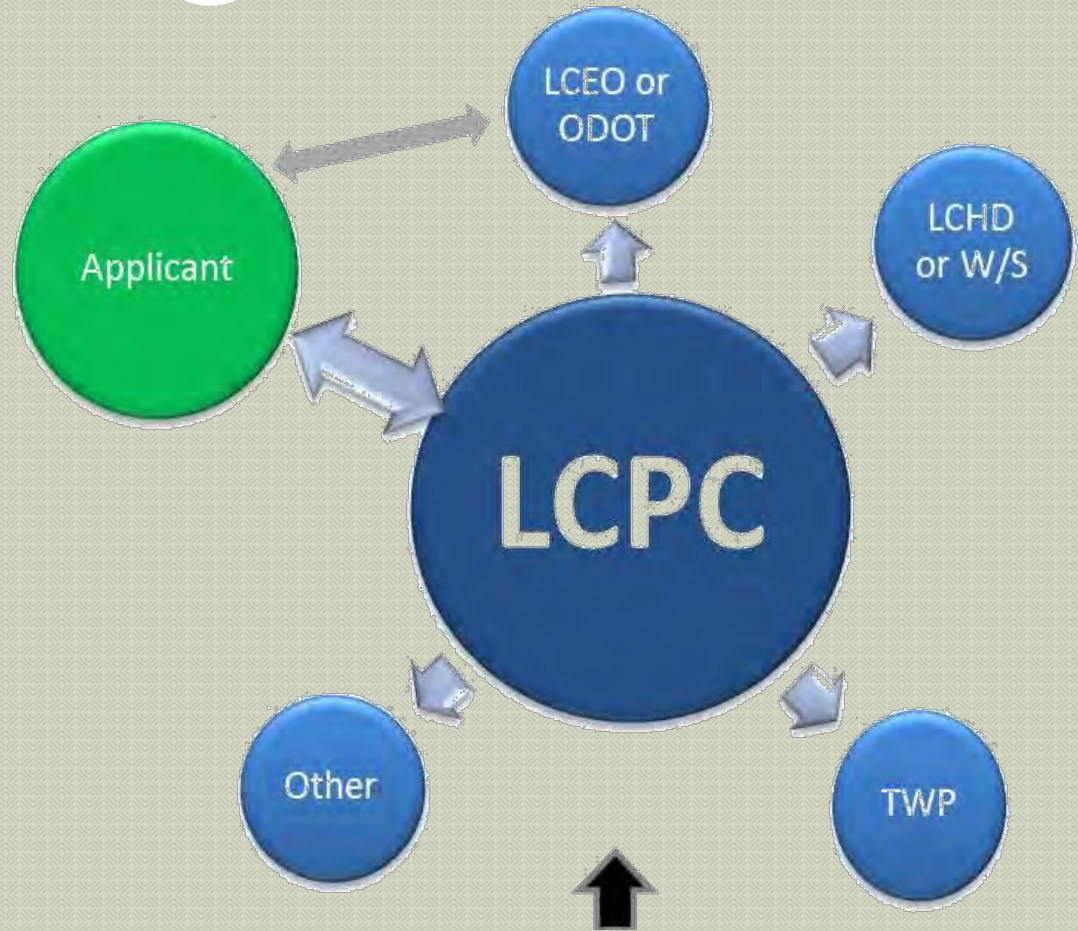 LCEO or
ODOT
Applicant
LCHD
or W/S
LCPC
Other
TWP